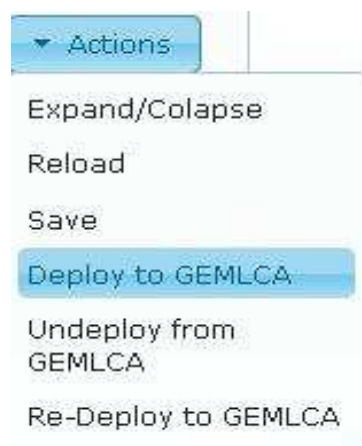 Actions
Expand/Colapse
Reload
Save
Deploy to GEMLCA
Undeploy from
GEMLCA
Re-Deploy to GEMLCA